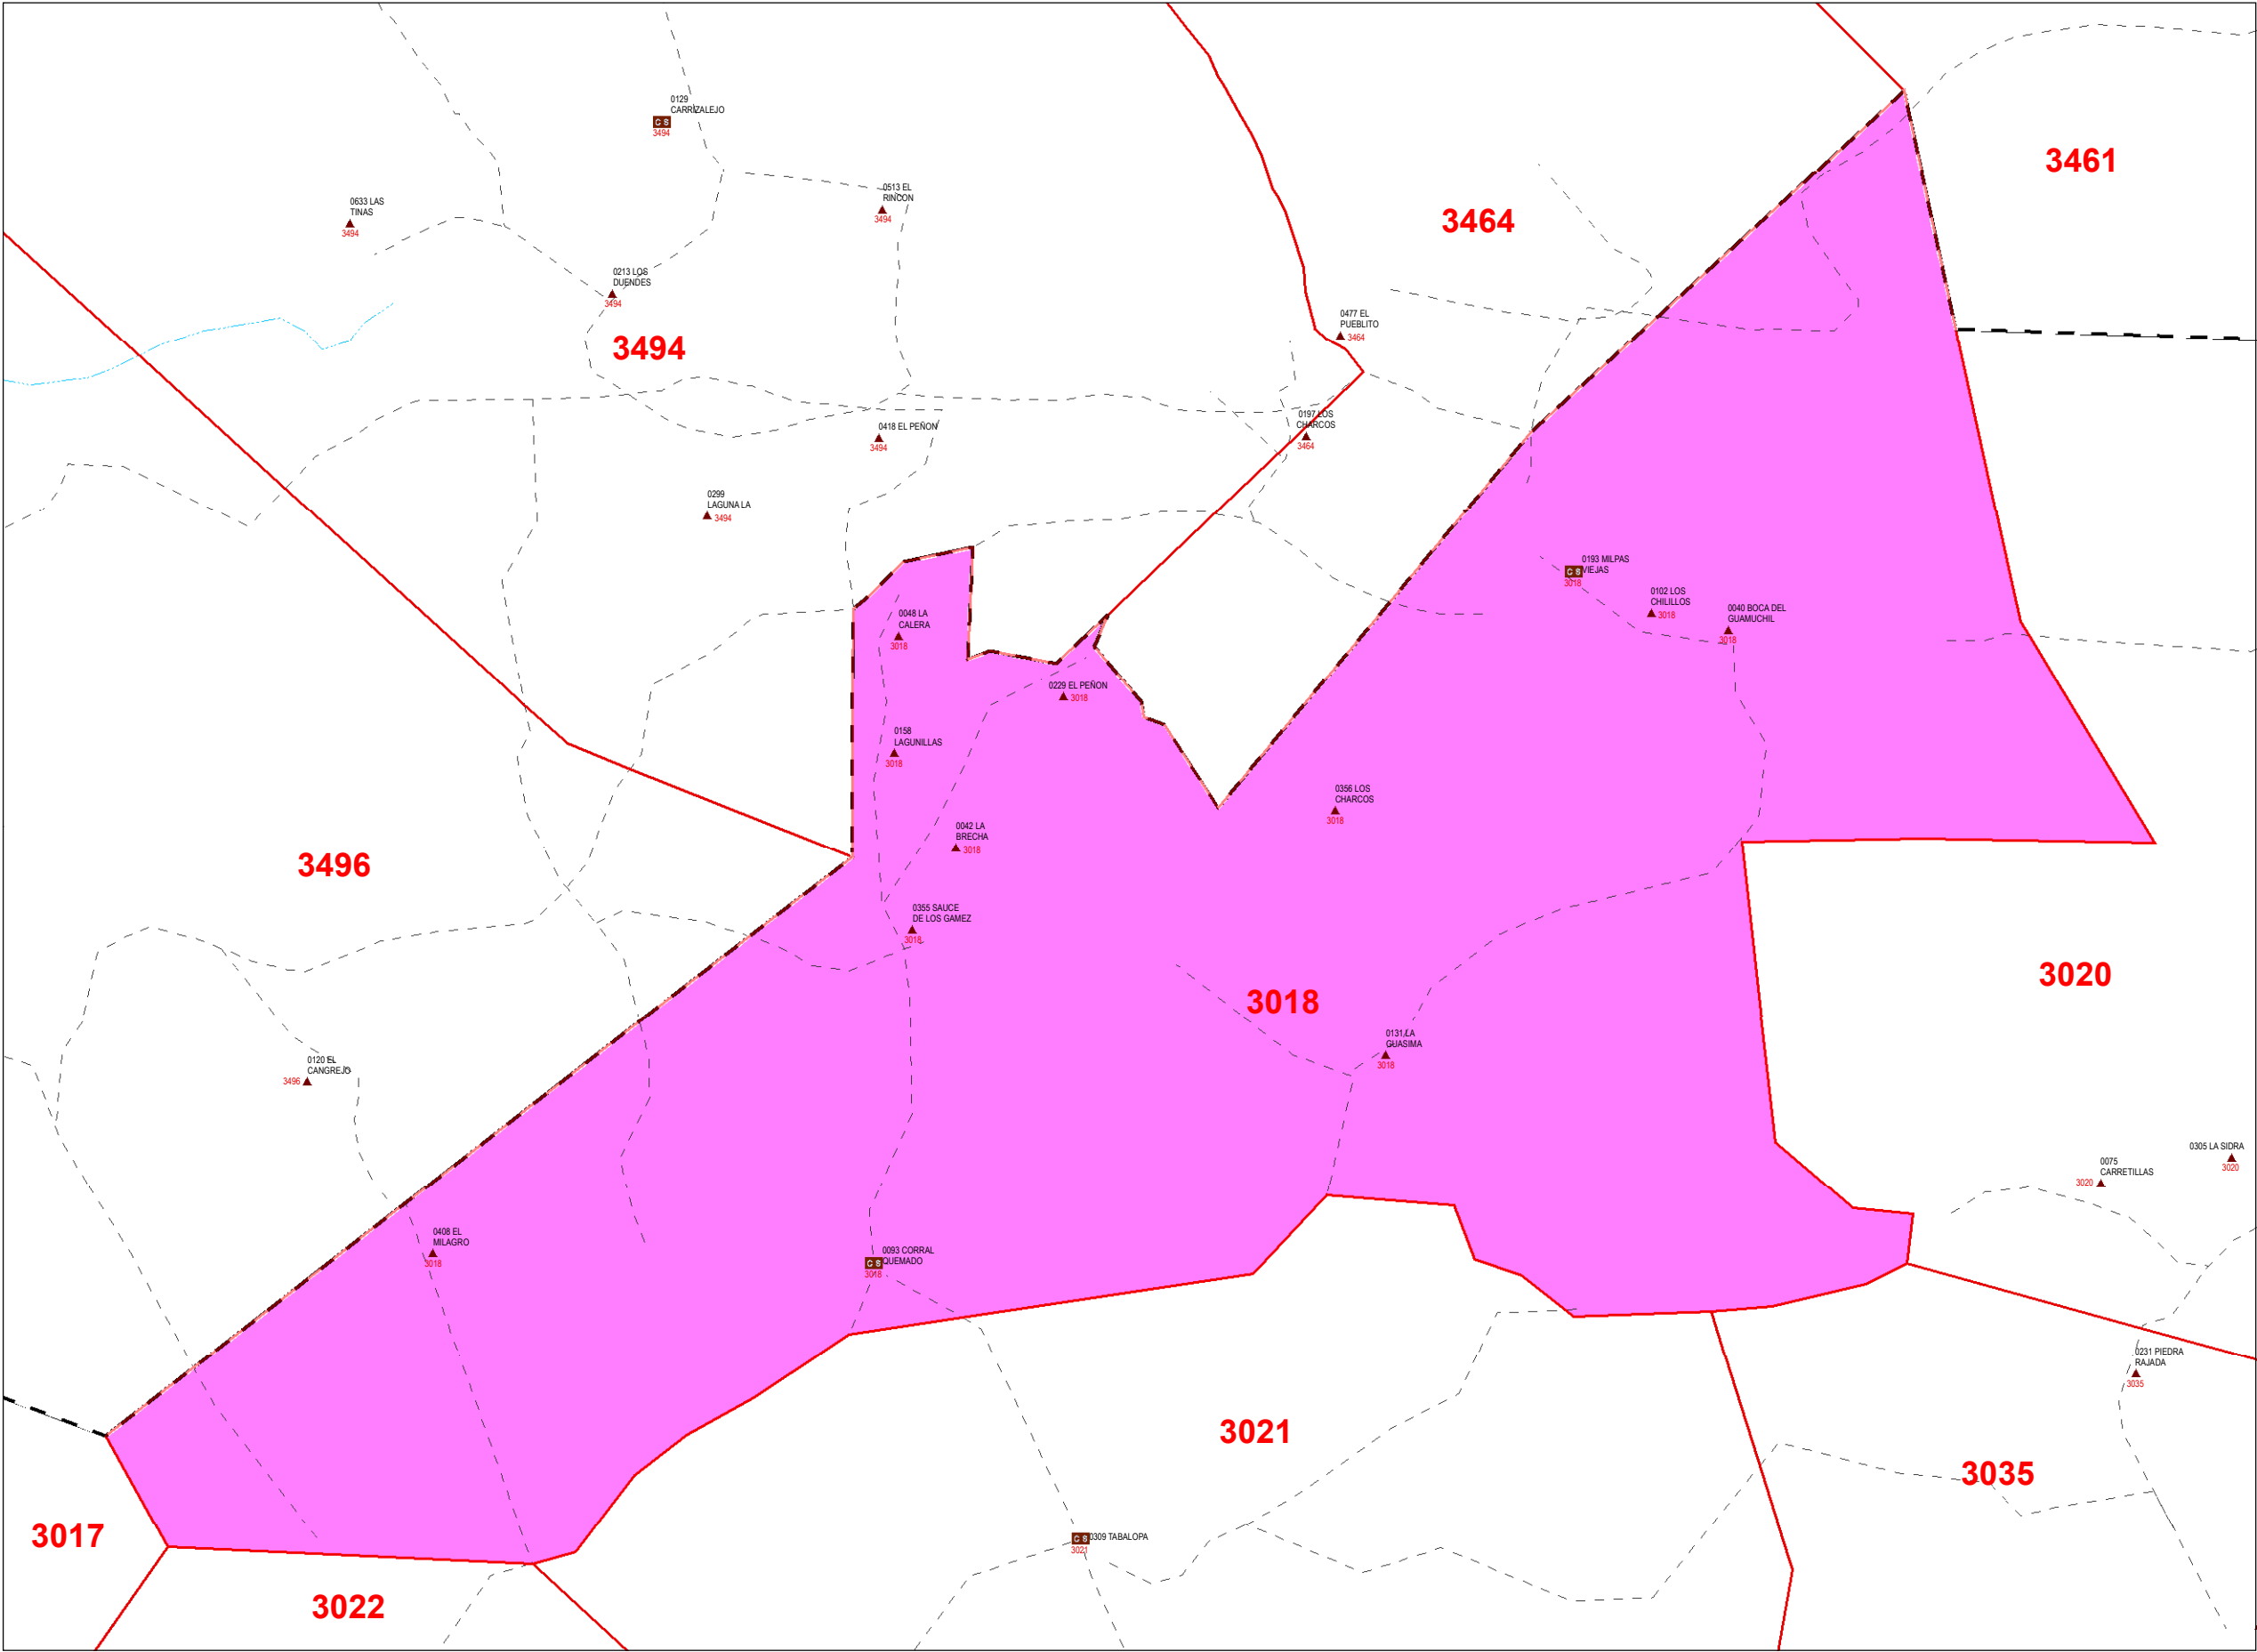 0129
CARRIZALEJO
C S
3494
3461
0513 EL
RINCON
3494
0633 LAS
TINAS
3494
3464
0213 LOS
DUENDES
3494
3494
0477 EL
PUEBLITO
3464
0197 LOS
CHARCOS
3464
0418 EL PEÑON
3494
0299
LAGUNA LA
3494
0193 MILPAS
C S VIEJAS
3018
0102 LOS
CHILILLOS
3018
0040 BOCA DEL
GUAMUCHIL
3018
0048 LA
CALERA
3018
0229 EL PEÑON
3018
0158
LAGUNILLAS
3018
0356 LOS
CHARCOS
3018
0042 LA
BRECHA
3018
3496
0355 SAUCE
DE LOS GAMEZ
3018
3018
3020
0131 LA
GUASIMA
3018
0120 EL
CANGREJO
3496
0305 LA SIDRA
3020
0075
CARRETILLAS
3020
0408 EL
MILAGRO
3018
0093 CORRAL
C S QUEMADO
3018
0231 PIEDRA
RAJADA
3035
3021
3035
3017
C S 0309 TABALOPA
3021
3022